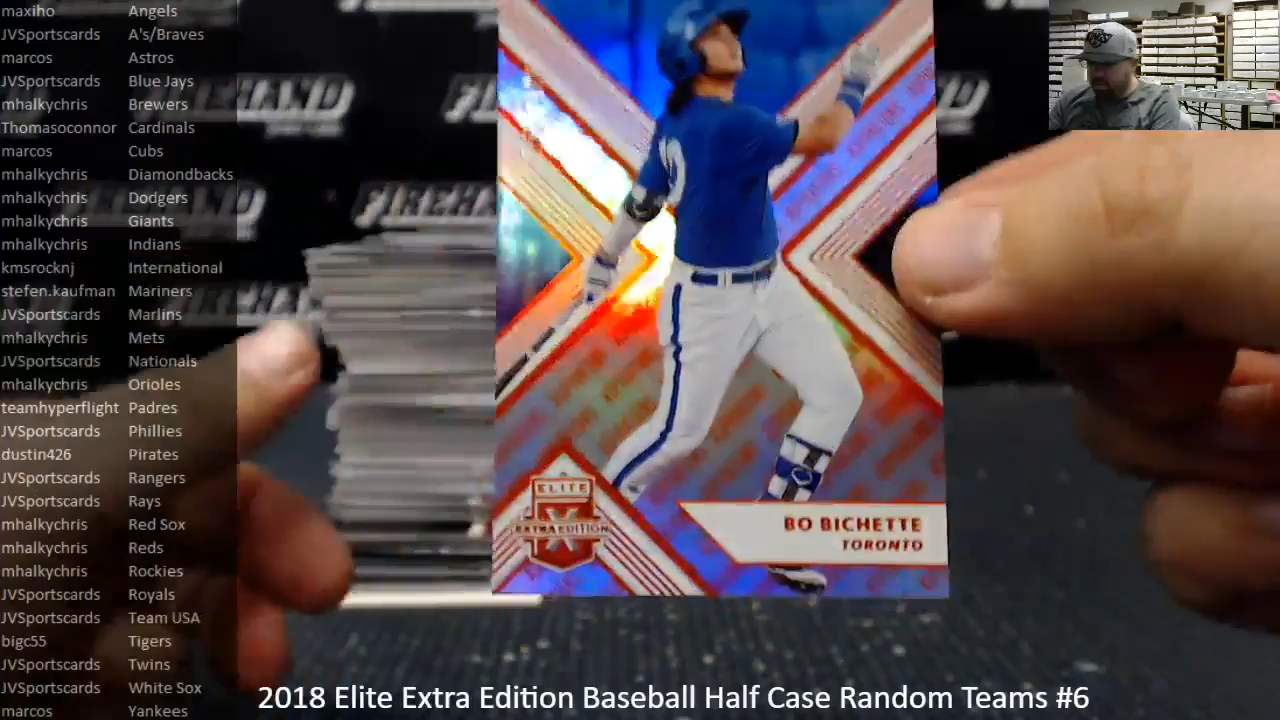 maxiho Angels
JVSportscards A's/Braves
marcos Astros
JVSportscards Blue Jays
mhalkychris Brewers
Thomasoconnor Cardinals
marcos Cubs
mhalkychris Diamondbacks
mhalkychris Dodgers
mhalkychris Giants
mhalkychris Indians
kmsrocknj International
stefen.kaufman Mariners
JVSportscards Marlins
mhalkychris Mets
JVSportscards Nationals
mhalkychris Orioles
teamhyperflight Padres
JVSportscards Phillies
dustin426 Pirates
JVSportscards Rangers
JVSportscards Rays
mhalkychris Red Sox
mhalkychris Reds
mhalkychris Rockies
JVSportscards Royals
JVSportscards Team USA
bigc55 Tigers
JVSportscards Twins
JVSportscards White Sox
marcos Yankees
ELITE
X
EXTRA EDITION
BO BICHETTE
TORONTO
2018 Elite Extra Edition Baseball Half Case Random Teams #6